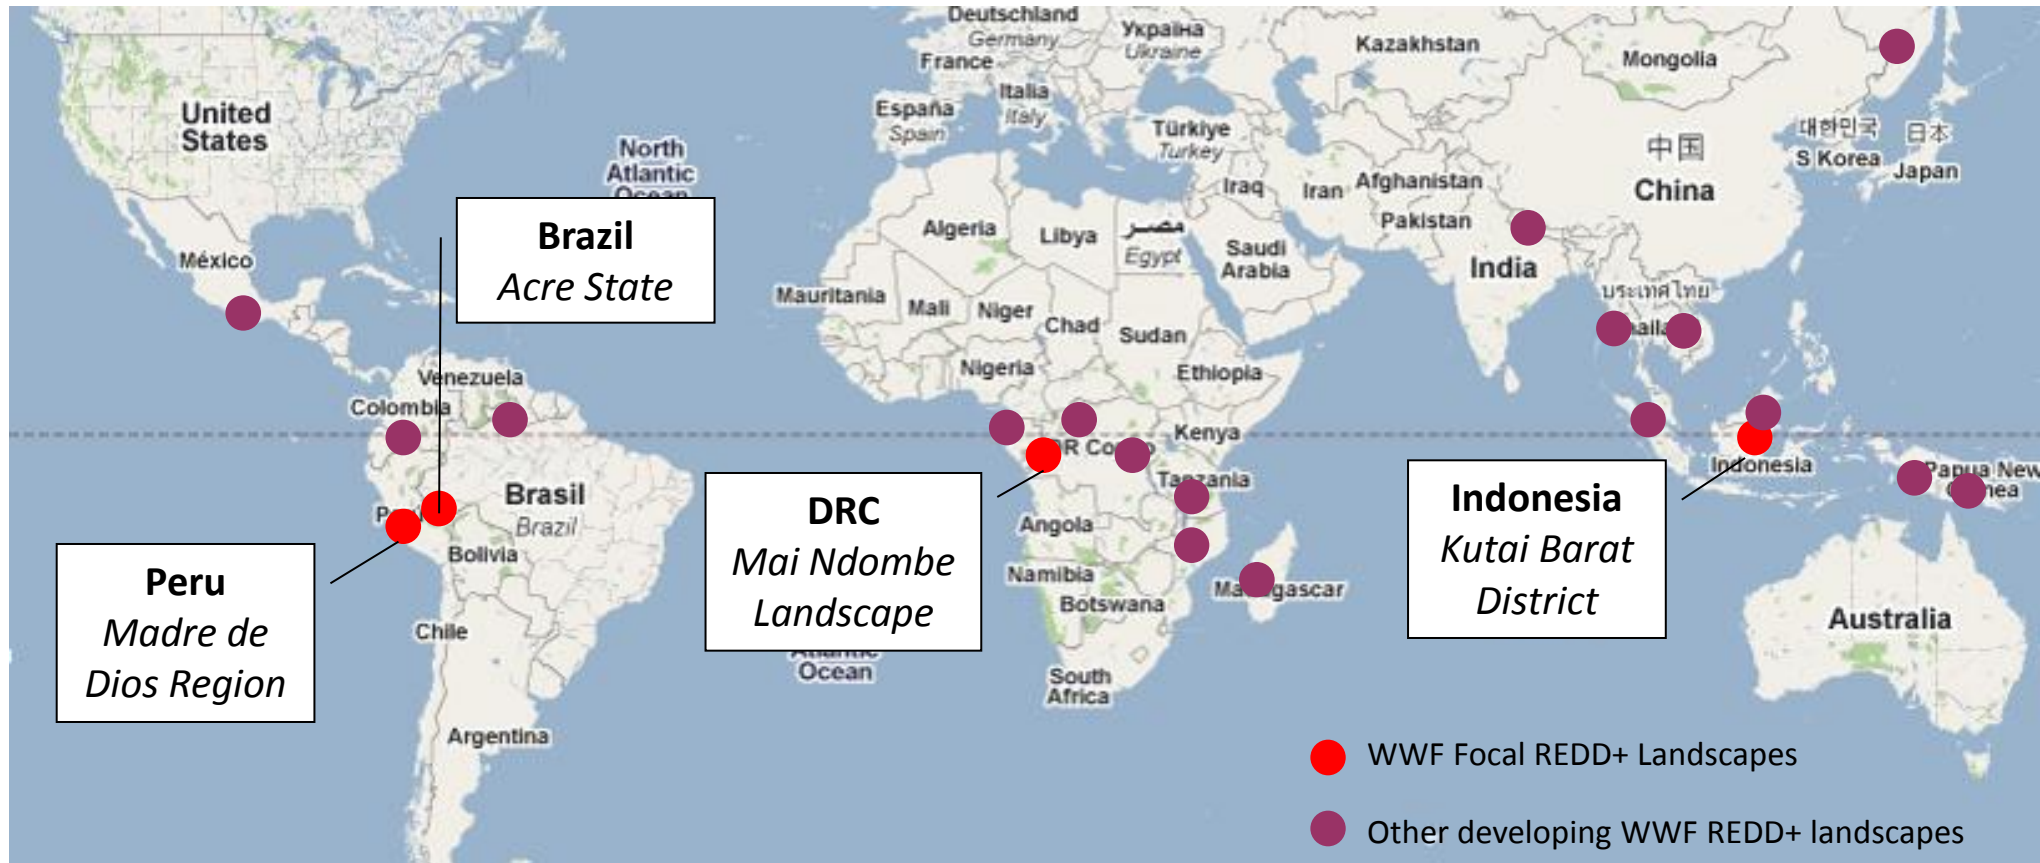 Deutschland
Germany
Україна
Ukraine
Kazakhstan
Mongolia
France
Italia
Italy
España
Spain
Türkiye
Turkey
United
States
North
Atlantic
Ocean
中国
China
대한민국
S Korea
日本
Japan
Iraq
Iran
Afghanistan
Pakistan
Algeria
Libya
مصر
Egypt
Saudi
Arabia
India
México
Brazil
Acre State
Mauritania
Mali
Niger
Chad
Sudan
Nigeria
Ethiopia
ประเทศไทย
Venezuela
Colombia
Kenya
Tanzania
Indonesia
Papua New
Brasil
Brazil
Bolivia
Peru
Madre de
Dios Region
DRC
Mai Ndombe
Landscape
Angola
Namibia
Botswana
Indonesia
Kutai Barat
District
Australia
Chile
Argentina
Atlantic
Ocean
South
Africa
WWF Focal REDD+ Landscapes
Other developing WWF REDD+ landscapes